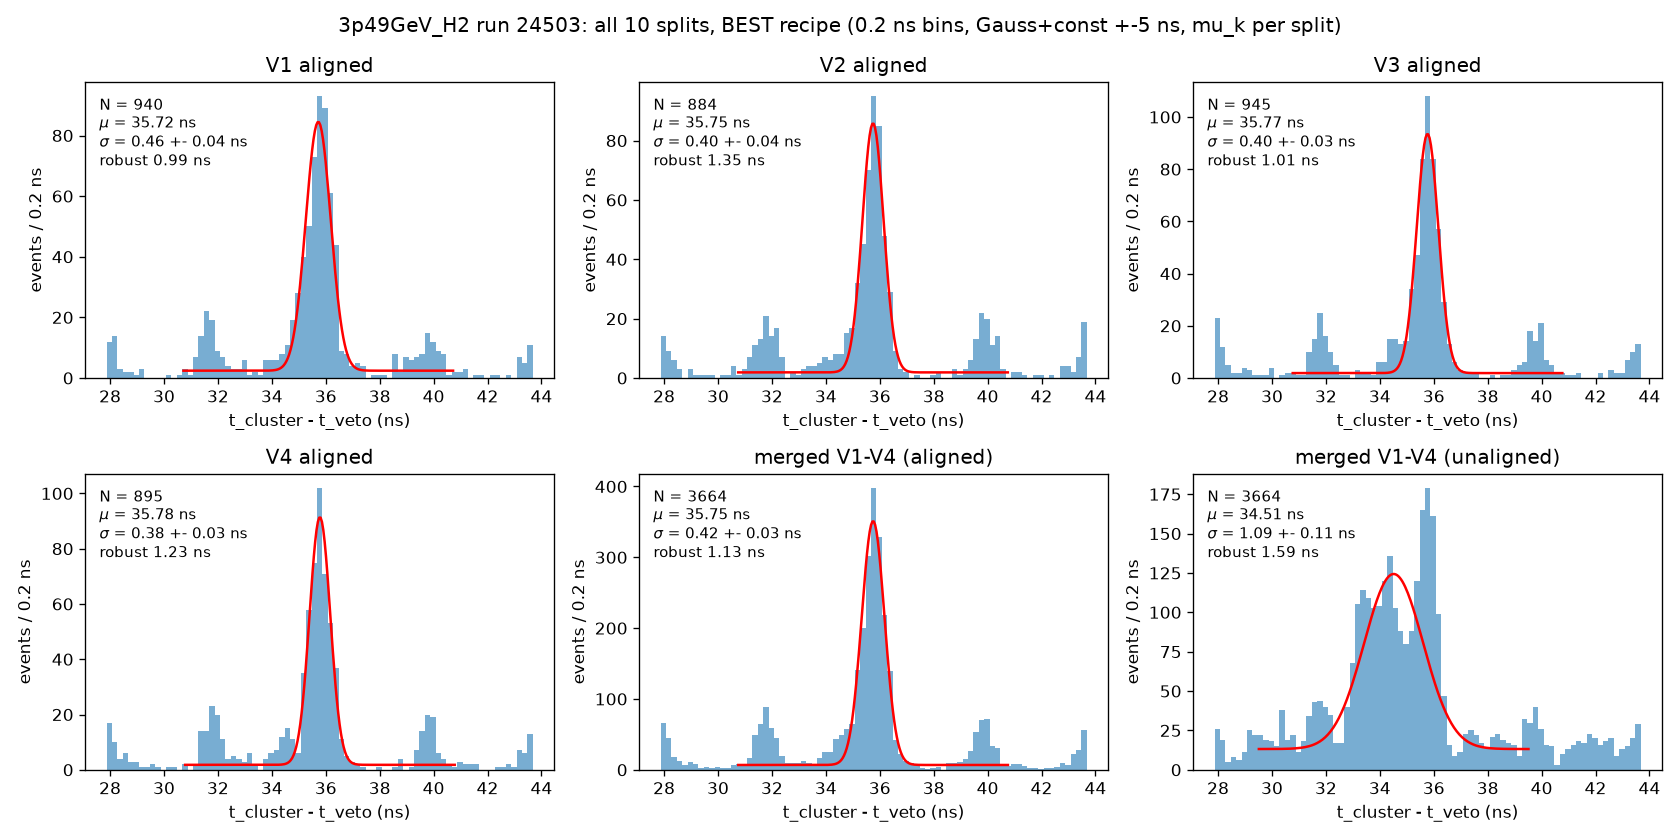 3p49GeV_H2 run 24503: all 10 splits, BEST recipe (0.2 ns bins, Gauss+const +-5 ns, mu_k per split)
V1 aligned
N = 940
μ = 35.72 ns
σ = 0.46 +- 0.04 ns
robust 0.99 ns
events / 0.2 ns
0
20
40
60
80
28 30 32 34 36 38 40 42 44
t_cluster - t_veto (ns)
V2 aligned
N = 884
μ = 35.75 ns
σ = 0.40 +- 0.04 ns
robust 1.35 ns
events / 0.2 ns
0
20
40
60
80
28 30 32 34 36 38 40 42 44
t_cluster - t_veto (ns)
V3 aligned
N = 945
μ = 35.77 ns
σ = 0.40 +- 0.03 ns
robust 1.01 ns
events / 0.2 ns
0
20
40
60
80
100
28 30 32 34 36 38 40 42 44
t_cluster - t_veto (ns)
V4 aligned
N = 895
μ = 35.78 ns
σ = 0.38 +- 0.03 ns
robust 1.23 ns
events / 0.2 ns
0
20
40
60
80
100
28 30 32 34 36 38 40 42 44
t_cluster - t_veto (ns)
merged V1-V4 (aligned)
N = 3664
μ = 35.75 ns
σ = 0.42 +- 0.03 ns
robust 1.13 ns
events / 0.2 ns
0
100
200
300
400
28 30 32 34 36 38 40 42 44
t_cluster - t_veto (ns)
merged V1-V4 (unaligned)
N = 3664
μ = 34.51 ns
σ = 1.09 +- 0.11 ns
robust 1.59 ns
events / 0.2 ns
0
25
50
75
100
125
150
175
28 30 32 34 36 38 40 42 44
t_cluster - t_veto (ns)